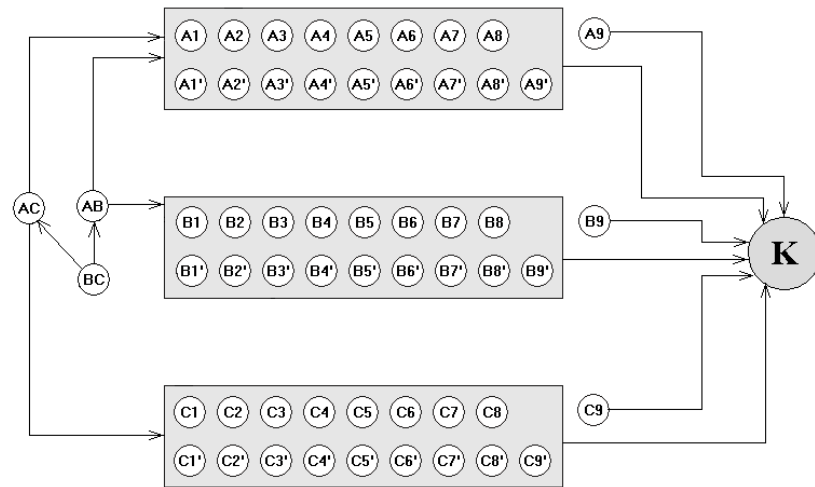 A1 A2 A3 A4 A5 A6 A7 A8 A9
A1' A2' A3' A4' A5' A6' A7' A8' A9'
AC AB
B1 B2 B3 B4 B5 B6 B7 B8 B9
BC
B1' B2' B3' B4' B5' B6' B7' B8' B9'
K
C1 C2 C3 C4 C5 C6 C7 C8 C9
C1' C2' C3' C4' C5' C6' C7' C8' C9'